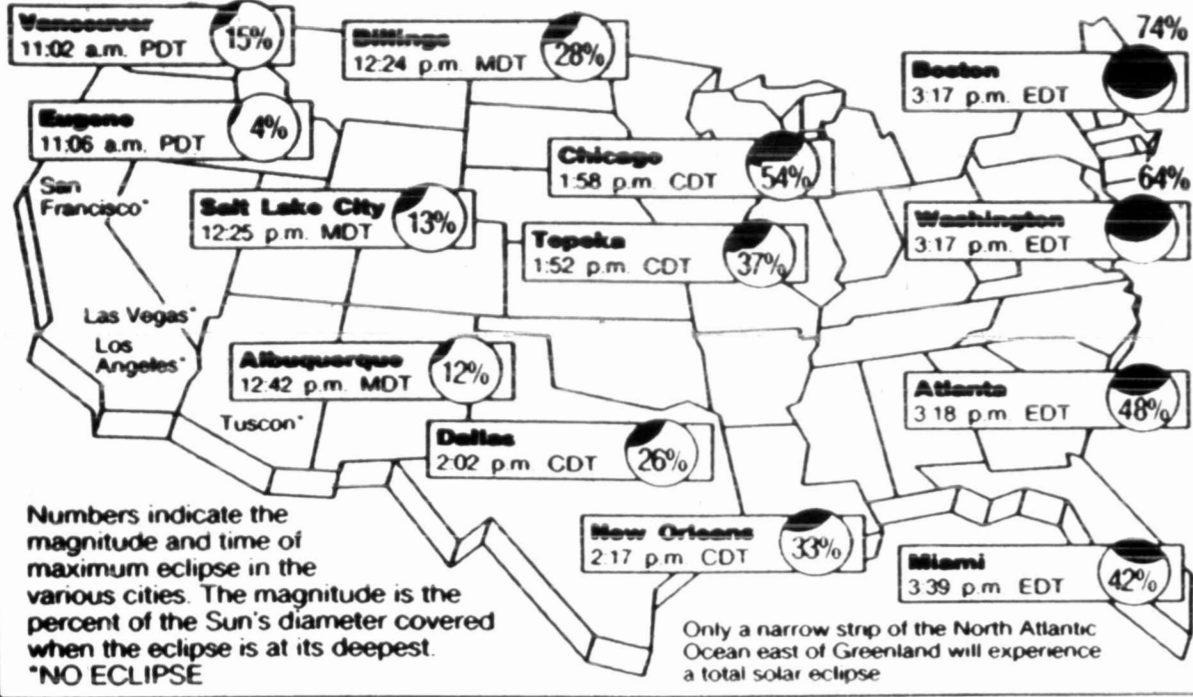 Vancouver
11:02 a.m. PDT
15%
Billings
12:24 p.m. MDT
28%
74%
Boston
3:17 p.m. EDT
Eugene
11:06 a.m. PDT
4%
Chicago
1:58 p.m. CDT
54%
64%
San
Francisco*
Salt Lake City
12:25 p.m. MDT
13%
Washington
3:17 p.m. EDT
Topeka
1:52 p.m. CDT
37%
Las Vegas*
Los
Angeles*
Albuquerque
12:42 p.m. MDT
12%
Atlanta
3:18 p.m. EDT
48%
Tuscon*
Dallas
2:02 p.m. CDT
26%
New Orleans
2:17 p.m. CDT
33%
Miami
3:39 p.m. EDT
42%
Numbers indicate the
magnitude and time of
maximum eclipse in the
various cities. The magnitude is the
percent of the Sun's diameter covered
when the eclipse is at its deepest.
*NO ECLIPSE
Only a narrow strip of the North Atlantic
Ocean east of Greenland will experience
a total solar eclipse